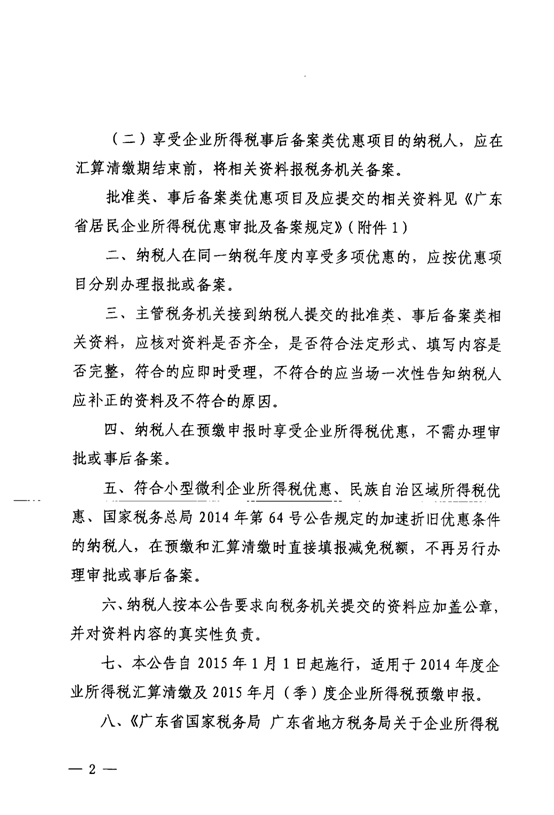 （二）享受企业所得税事后备案类优惠项目的纳税人，应在
汇算清缴期结束前，将相关资料报税务机关备案。
批准类、事后备案类优惠项目及应提交的相关资料见《广东
省居民企业所得税优惠审批及备案规定》（附件1）
二、纳税人在同一纳税年度内享受多项优惠的，应按优惠项
目分别办理报批或备案。
三、主管税务机关接到纳税人提交的批准类、事后备案类相
关资料，应核对资料是否齐全，是否符合法定形式、填写内容是
否完整，符合的应即时受理，不符合的应当场一次性告知纳税人
应补正的资料及不符合的原因。
四、纳税人在预缴申报时享受企业所得税优惠，不需办理审
批或事后备案。
五、符合小型微利企业所得税优惠、民族自治区域所得税优
惠、国家税务总局2014年第64号公告规定的加速折旧优惠条件
的纳税人，在预缴和汇算清缴时直接填报减免税额，不再另行办
理审批或事后备案。
六、纳税人按本公告要求向税务机关提交的资料应加盖公章，
并对资料内容的真实性负责。
七、本公告自2015年1月1日起施行，适用于2014年度企
业所得税汇算清缴及2015年月（季）度企业所得税预缴申报。
八、《广东省国家税务局 广东省地方税务局关于企业所得税
— 2 —